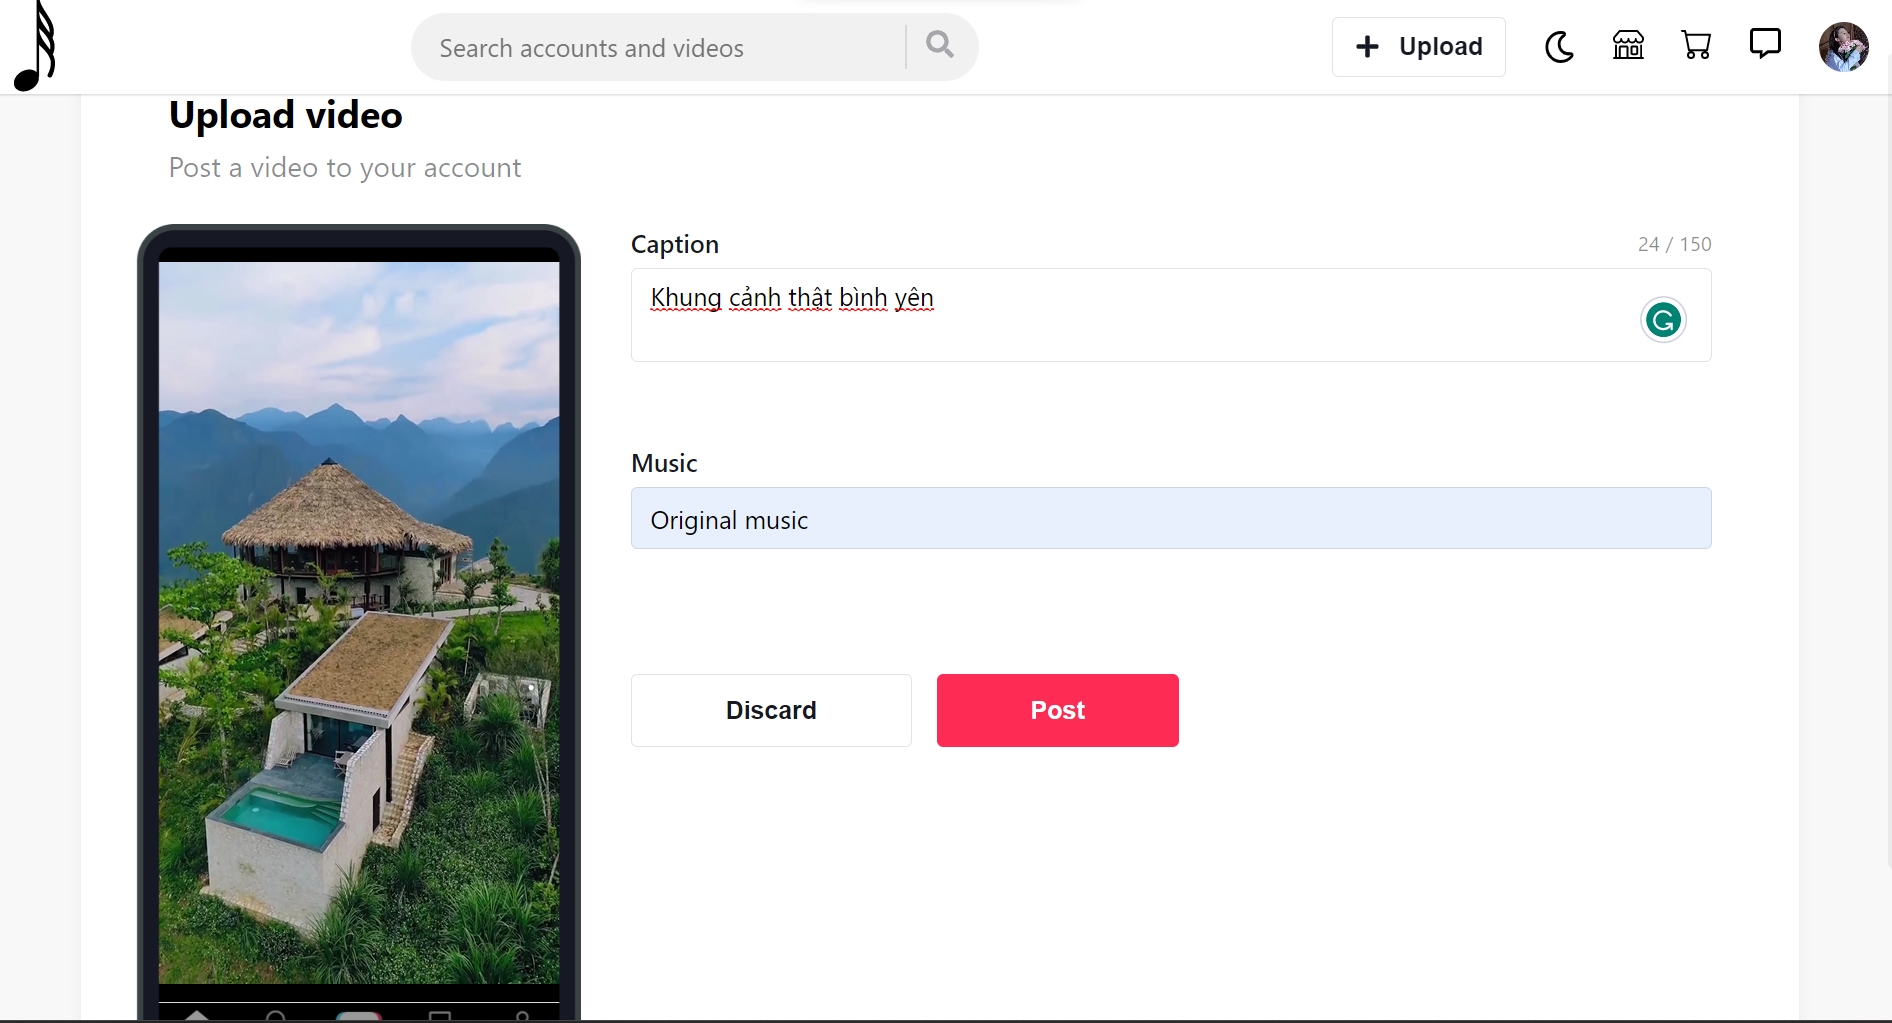 Search accounts and videos
Upload
Upload video
Post a video to your account
Caption
24 / 150
Khung cảnh thật bình yên
Music
Original music
Discard
Post